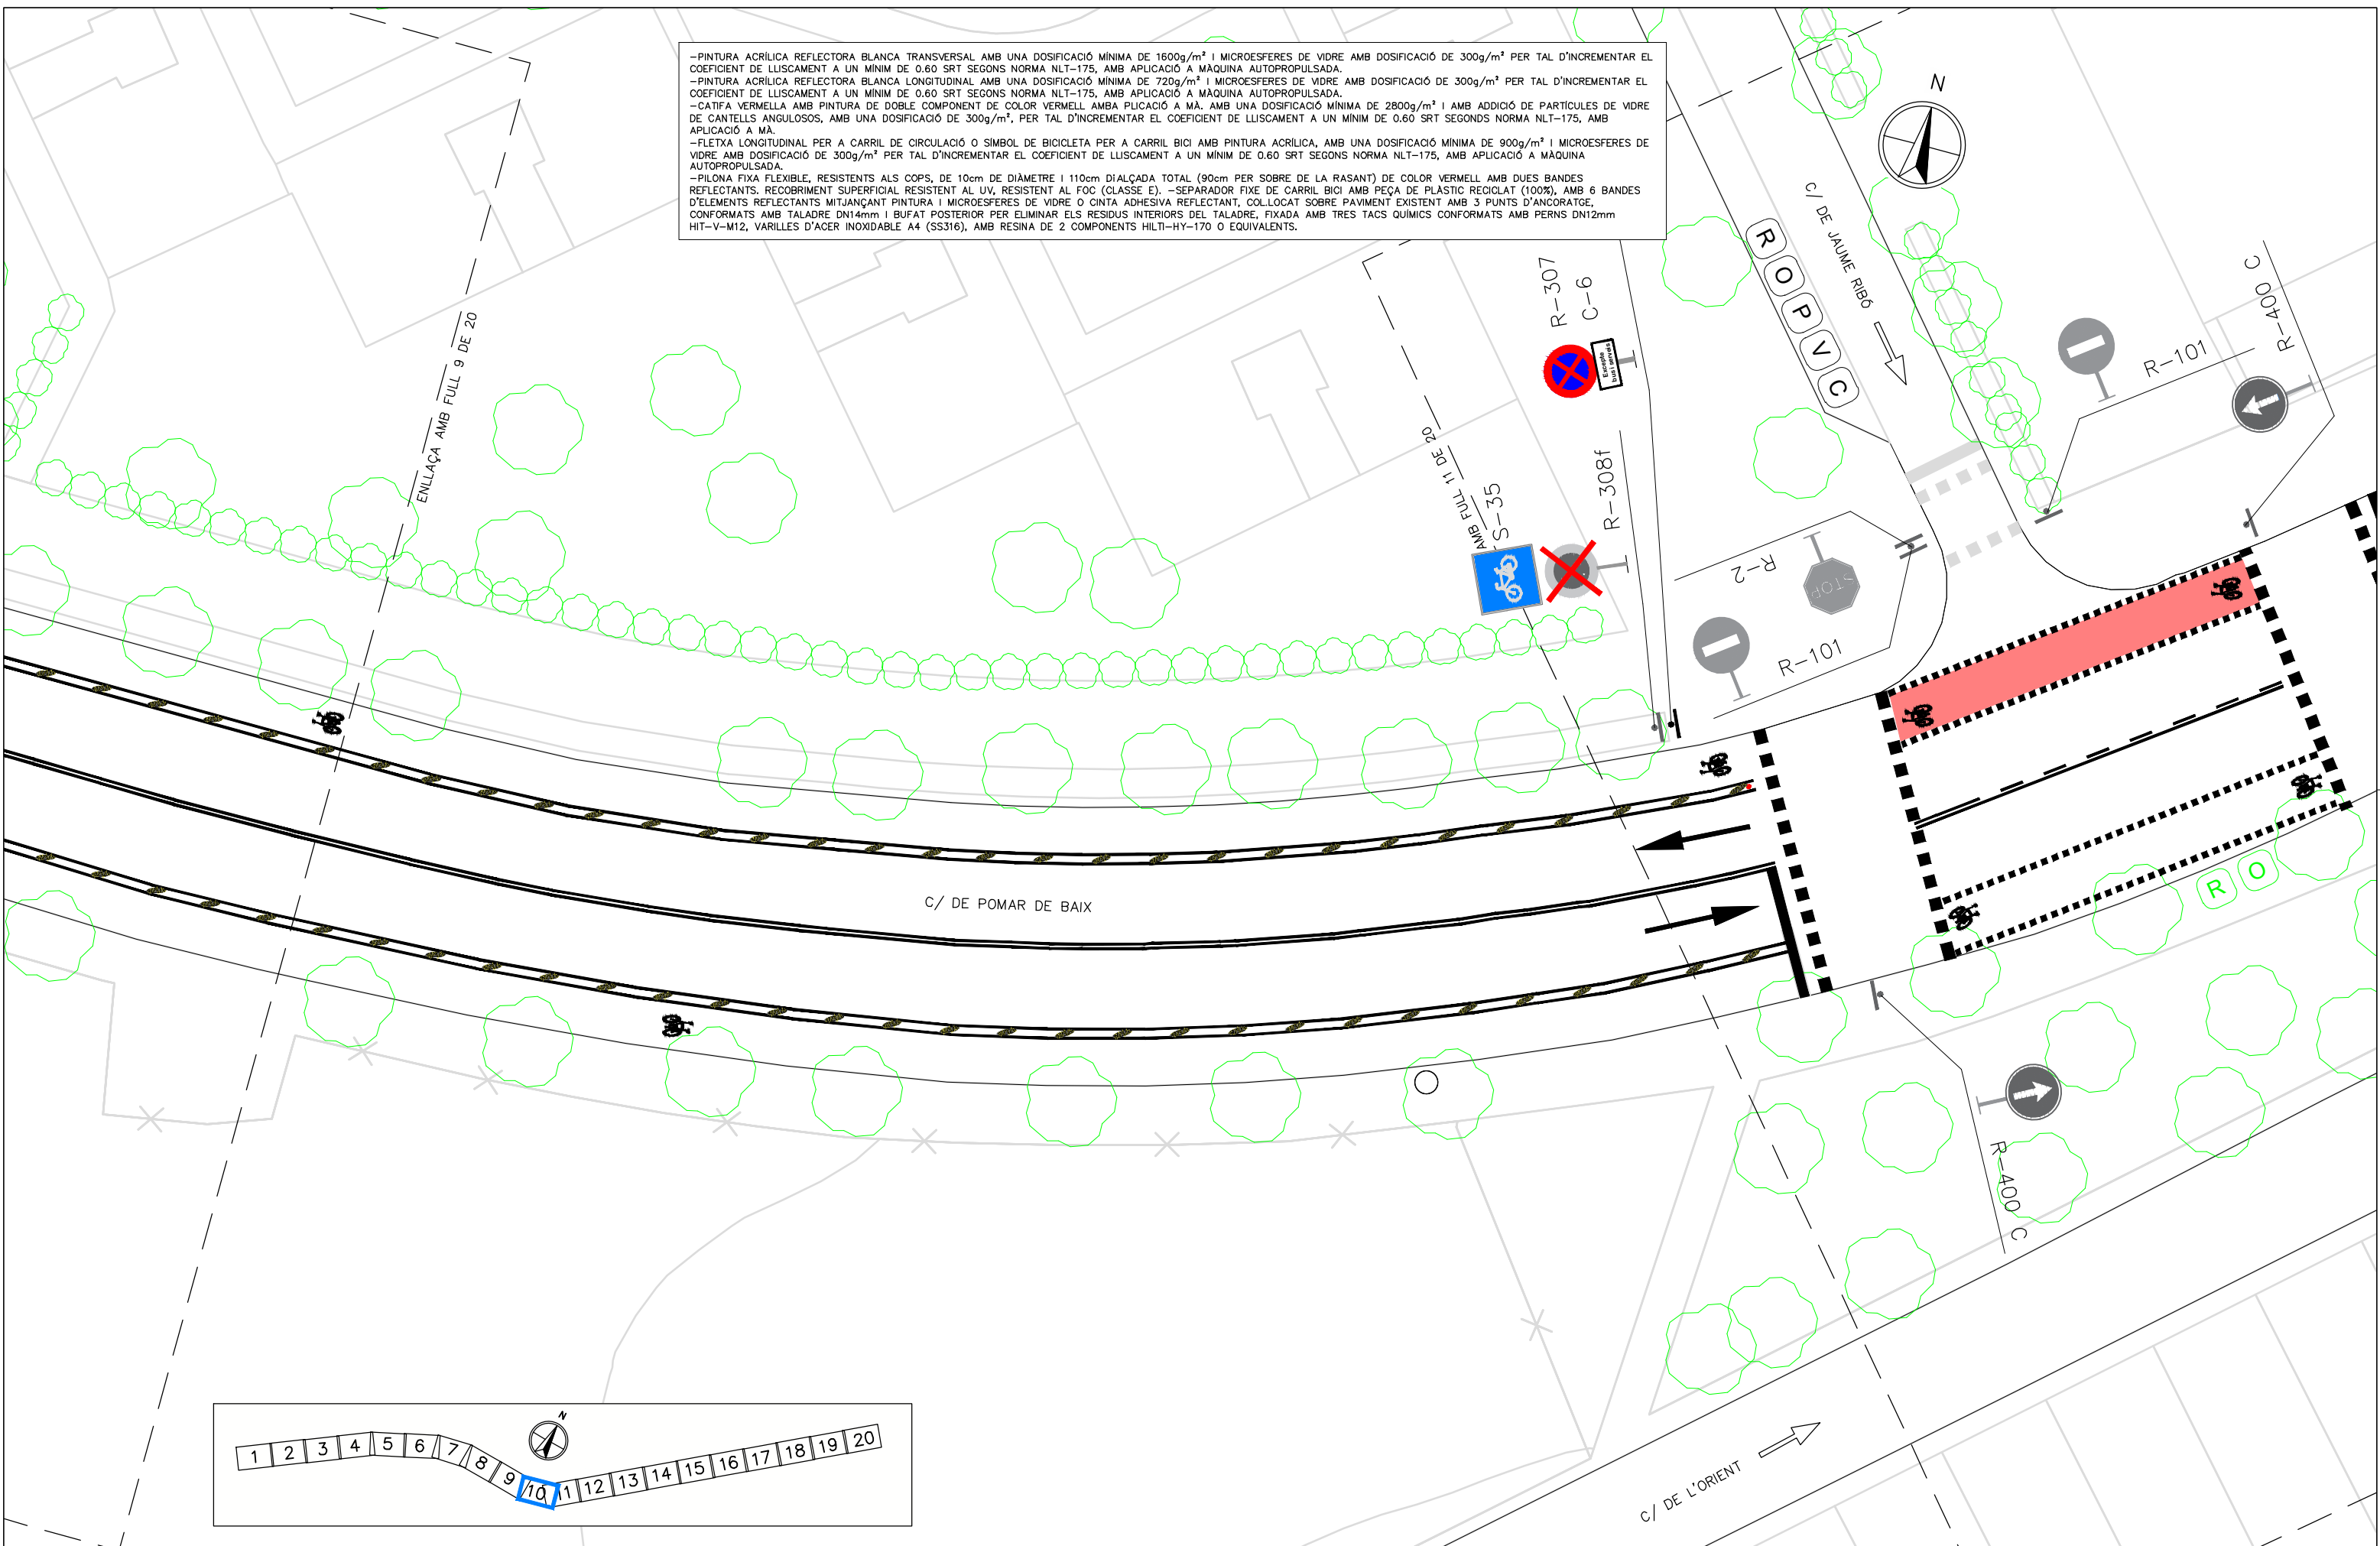 -PINTURA ACRÍLICA REFLECTORA BLANCA TRANSVERSAL AMB UNA DOSIFICACIÓ MÍNIMA DE 1600g/m² I MICROESFERES DE VIDRE AMB DOSIFICACIÓ DE 300g/m² PER TAL D'INCREMENTAR EL
COEFICIENT DE LLISCAMENT A UN MÍNIM DE 0.60 SRT SEGONS NORMA NLT-175, AMB APLICACIÓ A MÀQUINA AUTOPROPULSADA.
-PINTURA ACRÍLICA REFLECTORA BLANCA LONGITUDINAL AMB UNA DOSIFICACIÓ MÍNIMA DE 720g/m² I MICROESFERES DE VIDRE AMB DOSIFICACIÓ DE 300g/m² PER TAL D'INCREMENTAR EL
COEFICIENT DE LLISCAMENT A UN MÍNIM DE 0.60 SRT SEGONS NORMA NLT-175, AMB APLICACIÓ A MÀQUINA AUTOPROPULSADA.
-CATIFA VERMELLA AMB PINTURA DE DOBLE COMPONENT DE COLOR VERMELL AMBA PLICACIÓ A MÀ. AMB UNA DOSIFICACIÓ MÍNIMA DE 2800g/m² I AMB ADDICIÓ DE PARTÍCULES DE VIDRE
DE CANTELLS ANGULOSOS, AMB UNA DOSIFICACIÓ DE 300g/m², PER TAL D'INCREMENTAR EL COEFICIENT DE LLISCAMENT A UN MÍNIM DE 0.60 SRT SEGONDS NORMA NLT-175, AMB
APLICACIÓ A MÀ.
-FLETXA LONGITUDINAL PER A CARRIL DE CIRCULACIÓ O SÍMBOL DE BICICLETA PER A CARRIL BICI AMB PINTURA ACRÍLICA, AMB UNA DOSIFICACIÓ MÍNIMA DE 900g/m² I MICROESFERES DE
VIDRE AMB DOSIFICACIÓ DE 300g/m² PER TAL D'INCREMENTAR EL COEFICIENT DE LLISCAMENT A UN MÍNIM DE 0.60 SRT SEGONS NORMA NLT-175, AMB APLICACIÓ A MÀQUINA
AUTOPROPULSADA.
-PILONA FIXA FLEXIBLE, RESISTENTS ALS COPS, DE 10cm DE DIÀMETRE I 110cm DiALÇADA TOTAL (90cm PER SOBRE DE LA RASANT) DE COLOR VERMELL AMB DUES BANDES
REFLECTANTS. RECOBRIMENT SUPERFICIAL RESISTENT AL UV, RESISTENT AL FOC (CLASSE E). -SEPARADOR FIXE DE CARRIL BICI AMB PEÇA DE PLÀSTIC RECICLAT (100%), AMB 6 BANDES
D'ELEMENTS REFLECTANTS MITJANÇANT PINTURA I MICROESFERES DE VIDRE O CINTA ADHESIVA REFLECTANT, COL.LOCAT SOBRE PAVIMENT EXISTENT AMB 3 PUNTS D'ANCORATGE,
CONFORMATS AMB TALADRE DN14mm I BUFAT POSTERIOR PER ELIMINAR ELS RESIDUS INTERIORS DEL TALADRE, FIXADA AMB TRES TACS QUÍMICS CONFORMATS AMB PERNS DN12mm
HIT-V-M12, VARILLES D'ACER INOXIDABLE A4 (SS316), AMB RESINA DE 2 COMPONENTS HILTI-HY-170 O EQUIVALENTS.
N
C/ DE JAUME RIBÓ
R O P V C
R-307
C-6
Excepte
bus i serveis
R-400 C
R-101
ENLLAÇA AMB FULL 9 DE 20
AMB FULL 11 DE 20
S-35
R-308f
R-2
STOP
R-101
C/ DE POMAR DE BAIX
R O
R-400 C
C/ DE L'ORIENT
N
1 2 3 4 5 6 7 8 9 10 11 12 13 14 15 16 17 18 19 20